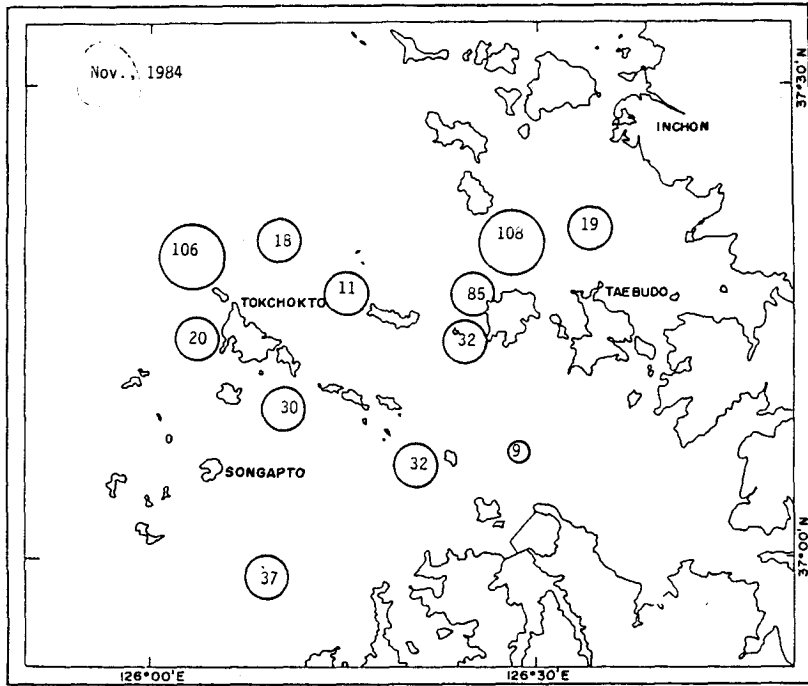 Nov., 1984
37°30'N
INCHON
106
18
108
19
TOKCHOKTO
11
85
TAEBUDO
20
32
30
SONGAPTO
32
9
37
37°00'N
126°00'E
126°30'E